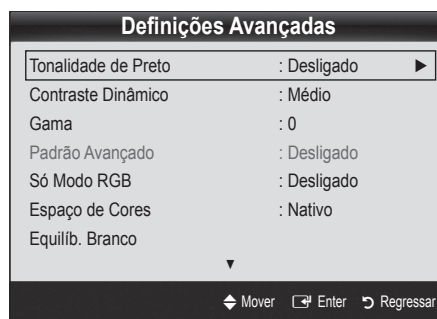 Definições Avançadas
Tonalidade de Preto : Desligado ►
Contraste Dinâmico : Médio
Gama : 0
Padrão Avançado : Desligado
Só Modo RGB : Desligado
Espaço de Cores : Nativo
Equilíb. Branco
▼
Mover Enter Regressar